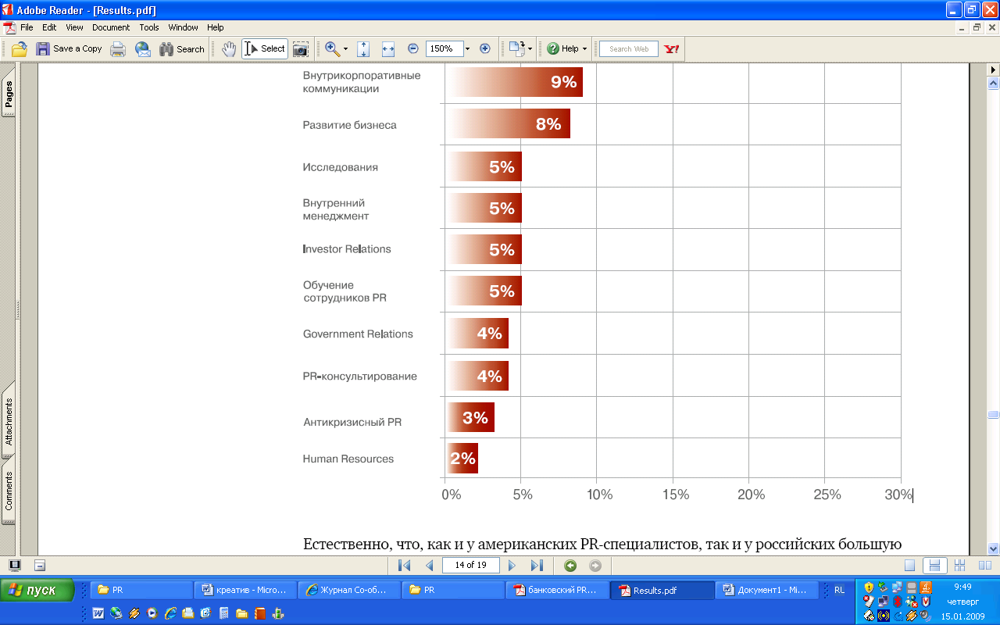 Adobe Reader - [Results.pdf]
File Edit View Document Tools Window Help
Save a Copy Search Select 150% Help Search Web Y!
Pages
Attachments
Comments
Внутрикорпоративные
коммуникации
9%
Развитие бизнеса
8%
Исследования
5%
Внутренний
менеджмент
5%
Investor Relations
5%
Обучение
сотрудников PR
5%
Government Relations
4%
PR-консультирование
4%
Антикризисный PR
3%
Human Resources
2%
0% 5% 10% 15% 20% 25% 30%
Естественно, что, как и у американских PR-специалистов, так и у российских большую
14 of 19
пуск PR креатив - Micro... Журнал Со-об... PR банковский PR... Results.pdf Документ1 - Mi... RL
9:49
четверг
15.01.2009